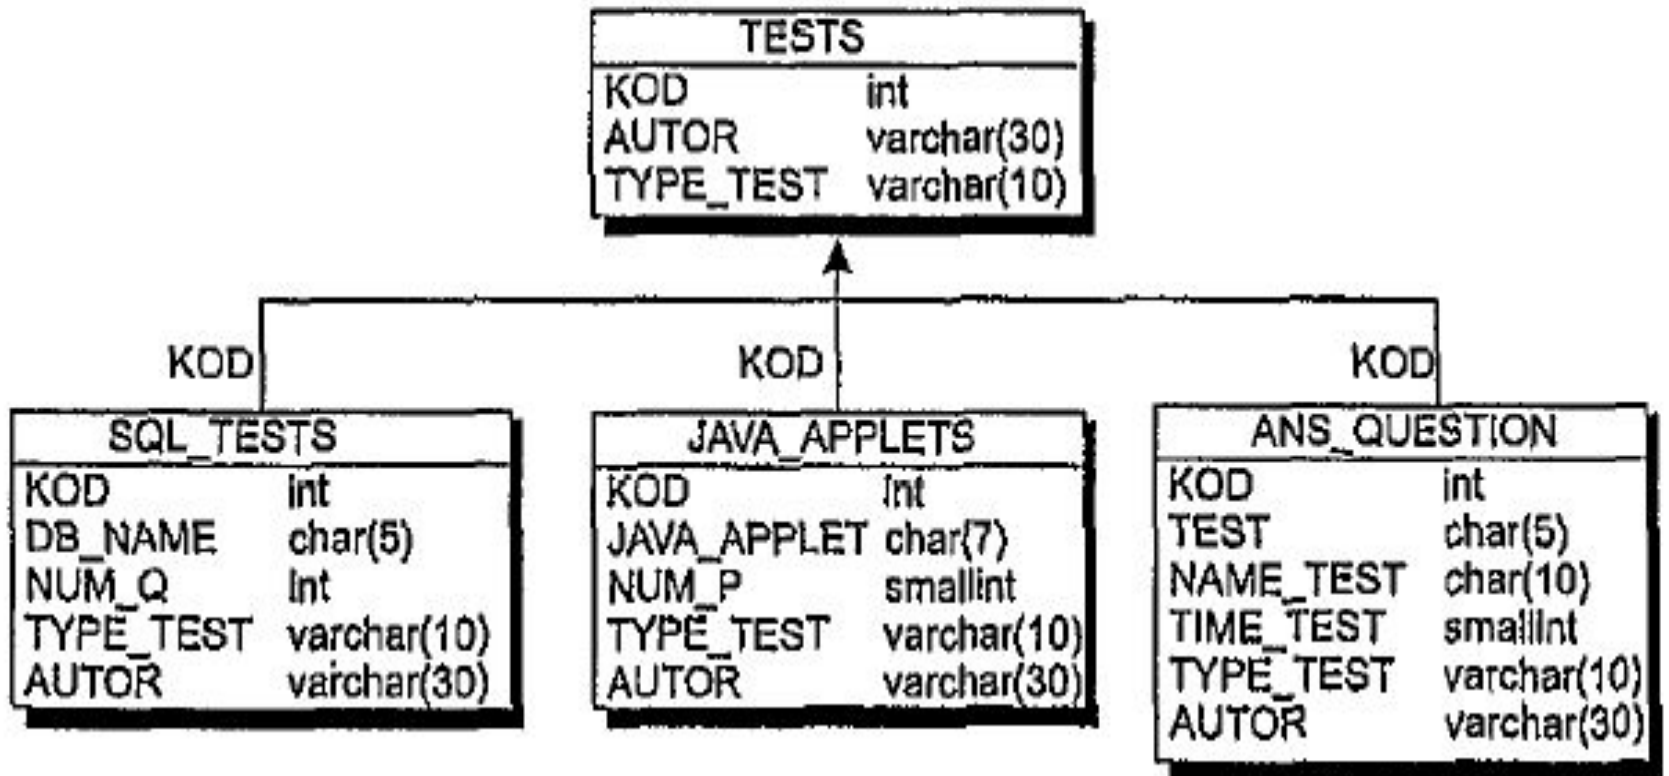 TESTS
KOD int
AUTOR varchar(30)
TYPE_TEST varchar(10)
KOD KOD KOD
SQL_TESTS
KOD int
DB_NAME char(5)
NUM_Q int
TYPE_TEST varchar(10)
AUTOR varchar(30)
JAVA_APPLETS
KOD int
JAVA_APPLET char(7)
NUM_P smallint
TYPE_TEST varchar(10)
AUTOR varchar(30)
ANS_QUESTION
KOD int
TEST char(5)
NAME_TEST char(10)
TIME_TEST smallint
TYPE_TEST varchar(10)
AUTOR varchar(30)